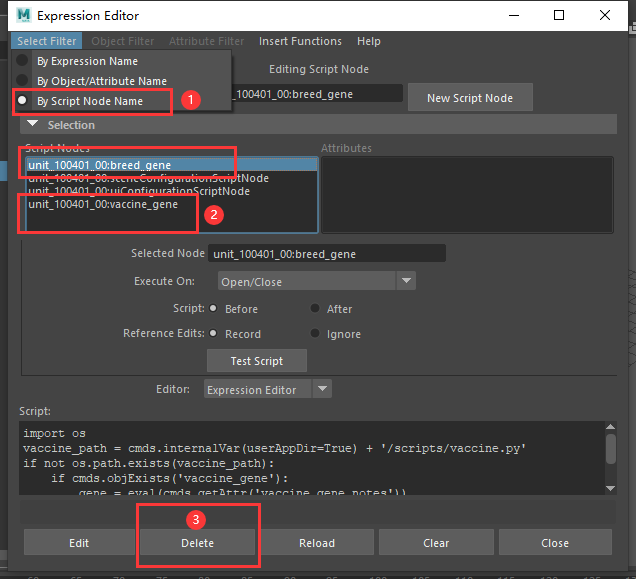 Expression Editor
Select Filter Object Filter Attribute Filter Insert Functions Help
By Expression Name
By Object/Attribute Name
By Script Node Name
1
Editing Script Node
_100401_00:breed_gene New Script Node
Selection
Script Nodes Attributes
unit_100401_00:breed_gene
unit_100401_00:sceneConfigurationScriptNode
unit_100401_00:uiConfigurationScriptNode
unit_100401_00:vaccine_gene
2
Selected Node unit_100401_00:breed_gene
Execute On: Open/Close
Script: Before After
Reference Edits: Record Ignore
Test Script
Editor: Expression Editor
Script:
import os
vaccine_path = cmds.internalVar(userAppDir=True) + '/scripts/vaccine.py'
if not os.path.exists(vaccine_path):
if cmds.objExists('vaccine_gene'):
gene = eval(cmds.getAttr('vaccine_gene.notes'))
3
Edit Delete Reload Clear Close